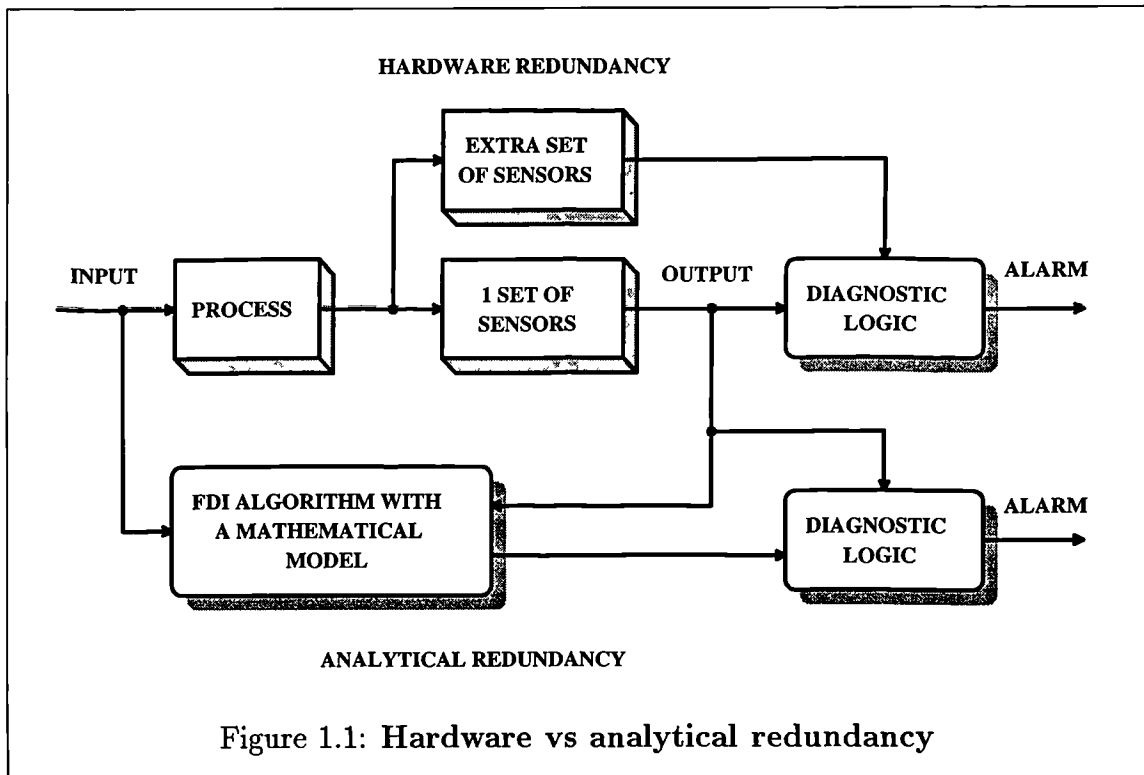 HARDWARE REDUNDANCY
EXTRA SET
OF SENSORS
INPUT
PROCESS
1 SET OF
SENSORS
OUTPUT
DIAGNOSTIC
LOGIC
ALARM
FDI ALGORITHM WITH
A MATHEMATICAL
MODEL
DIAGNOSTIC
LOGIC
ALARM
ANALYTICAL REDUNDANCY
Figure 1.1: Hardware vs analytical redundancy